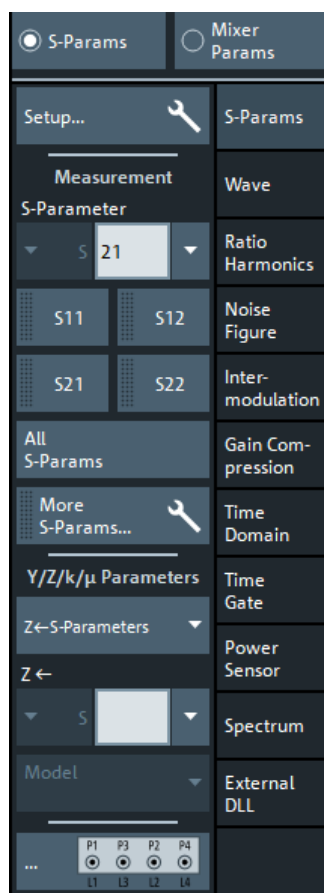 S-Params
Mixer
Params
Setup...
Measurement
S-Parameter
S 21
S11 S12
S21 S22
All
S-Params
More
S-Params...
Y/Z/k/µ Parameters
Z←S-Parameters
Z ←
S
Model
...
P1 P3 P2 P4
L1 L3 L2 L4
S-Params
Wave
Ratio
Harmonics
Noise
Figure
Inter-
modulation
Gain Com-
pression
Time
Domain
Time
Gate
Power
Sensor
Spectrum
External
DLL